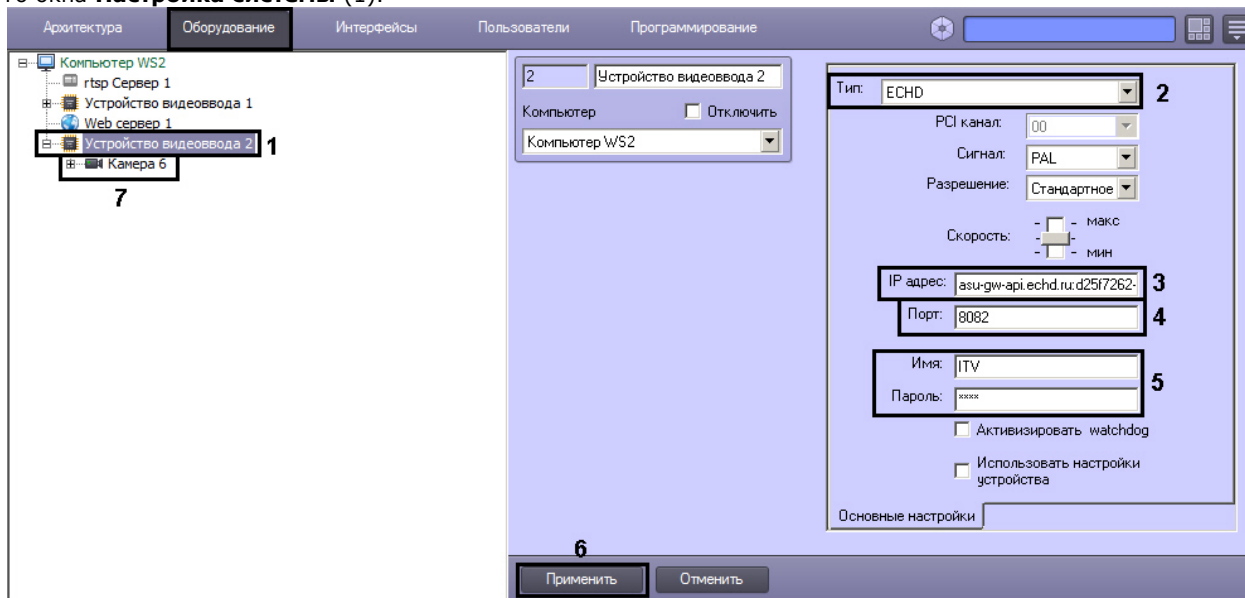 го окна Настройка системы (1).
Архитектура Оборудование Интерфейсы Пользователи Программирование
Компьютер WS2
rtsp Сервер 1
Устройство видеоввода 1
Web сервер 1
Устройство видеоввода 2 1
Камера 6
7
2 Устройство видеоввода 2
Компьютер Отключить
Компьютер WS2
Тип: ECHD 2
PCI канал: 00
Сигнал: PAL
Разрешение: Стандартное
- - макс
Скорость: - -
- - мин
IP адрес: asu-gw-api.echd.ru:d25f7262- 3
Порт: 8082 4
Имя: ITV
5
Пароль: ****
Активизировать watchdog
Использовать настройки
устройства
Основные настройки
6
Применить Отменить